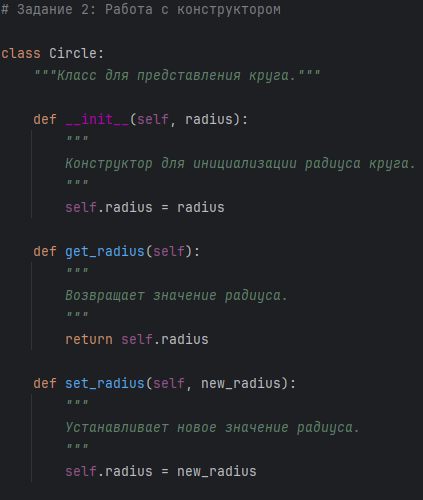 # Задание 2: Работа с конструктором
class Circle:
    """Класс для представления круга."""
    def __init__(self, radius):
        """
        Конструктор для инициализации радиуса круга.
        """
        self.radius = radius
    def get_radius(self):
        """
        Возвращает значение радиуса.
        """
        return self.radius
    def set_radius(self, new_radius):
        """
        Устанавливает новое значение радиуса.
        """
        self.radius = new_radius